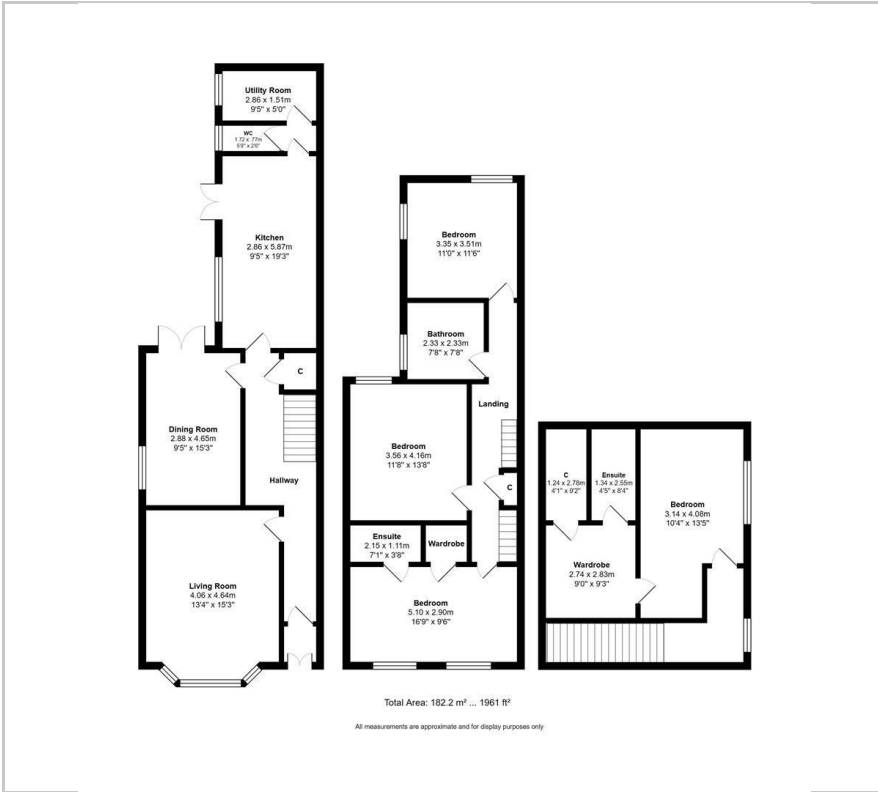 Utility Room
2.86 x 1.51m
9'5" x 5'0"
WC
1.72 x .77m
5'8" x 2'6"
Kitchen
2.86 x 5.87m
9'5" x 19'3"
C
Dining Room
2.88 x 4.65m
9'5" x 15'3"
Hallway
Living Room
4.06 x 4.64m
13'4" x 15'3"
Bedroom
3.35 x 3.51m
11'0" x 11'6"
Bathroom
2.33 x 2.33m
7'8" x 7'8"
Landing
Bedroom
3.56 x 4.16m
11'8" x 13'8"
C
Ensuite
2.15 x 1.11m
7'1" x 3'8"
Wardrobe
Bedroom
5.10 x 2.90m
16'9" x 9'6"
C
1.24 x 2.78m
4'1" x 9'2"
Ensuite
1.34 x 2.55m
4'5" x 8'4"
Bedroom
3.14 x 4.08m
10'4" x 13'5"
Wardrobe
2.74 x 2.83m
9'0" x 9'3"
Total Area: 182.2 m² ... 1961 ft²
All measurements are approximate and for display purposes only